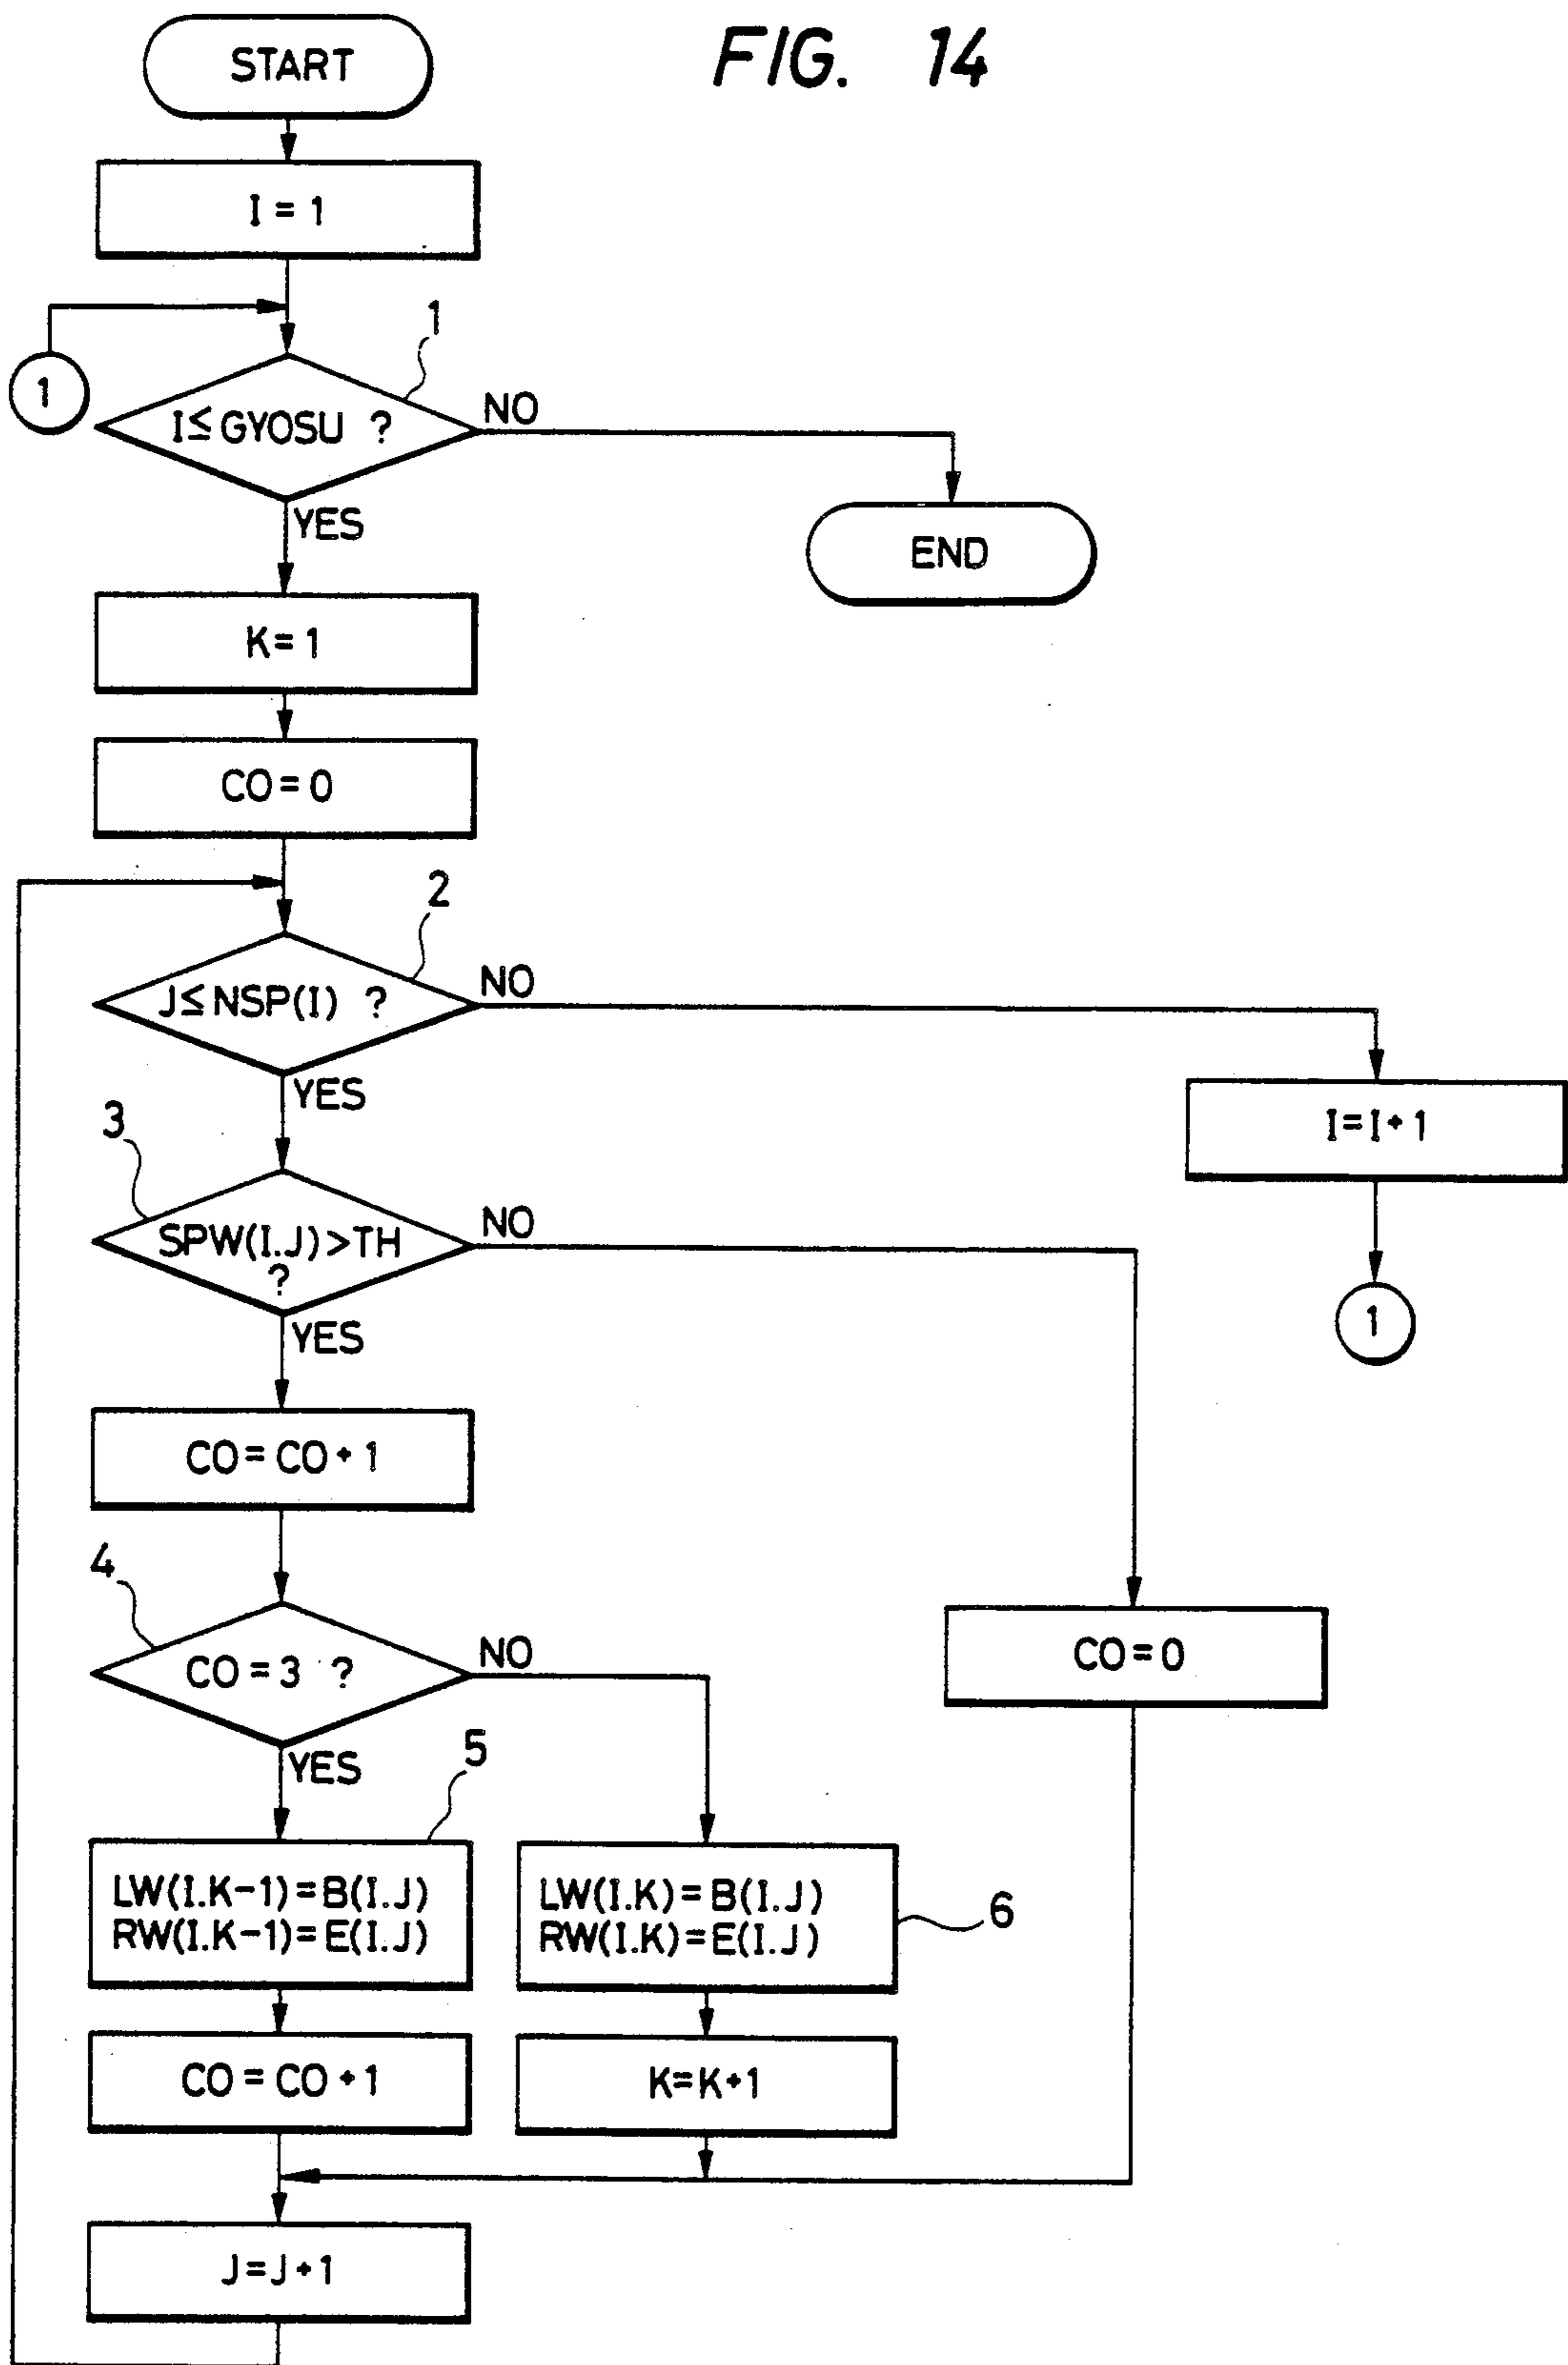 FIG. 14
START
I = 1
1
1
I ≤ GYOSU ?
NO
YES
END
K = 1
CO = 0
2
J ≤ NSP(I) ?
NO
YES
I = I + 1
1
3
SPW(I.J) > TH
?
NO
YES
CO = CO + 1
4
CO = 3 ?
NO
YES
CO = 0
5
LW(I.K-1) = B(I.J)
RW(I.K-1) = E(I.J)
LW(I.K) = B(I.J)
RW(I.K) = E(I.J)
6
CO = CO + 1
K = K + 1
J = J + 1